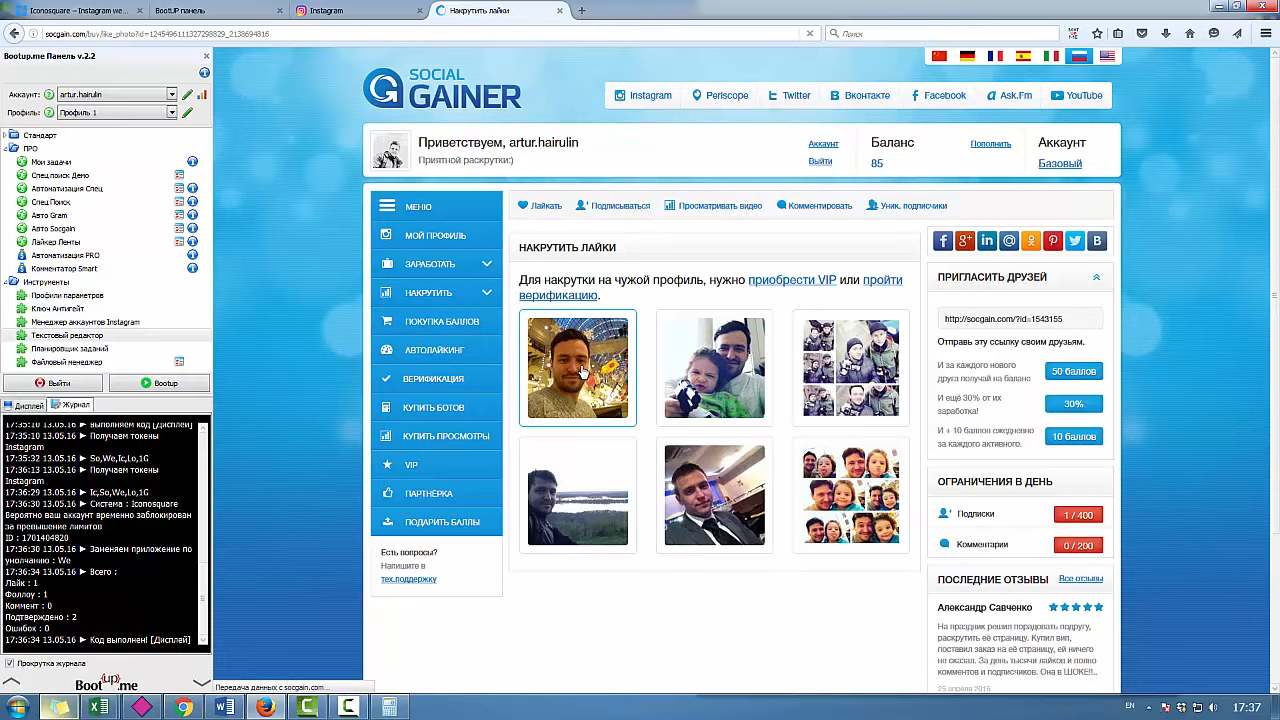 Iconosquare – Instagram w...
BootUP панель
Instagram
Накрутить лайки
socgain.com/buy/like_photo?id=1245496111327298829_2138694816
Поиск
Bootup.me Панель v.2.2
Аккаунт:
artur.hairulin
Профиль:
Профиль 1
Стандарт
ПРО
Мои задачи
Спец поиск Демо
Автоматизация Спец
Спец Поиск
Авто Gram
Авто Socgain
Лайкер Ленты
Автоматизация PRO
Комментатор Smart
Инструменты
Профили параметров
Ключ Антигейт
Менеджер аккаунтов Instagram
Текстовый редактор
Планировщик заданий
Файловый менеджер
Выйти
Bootup
Дисплей
Журнал
17:35:10 13.05.16 ► Выполняем код [Дисплей]
17:35:10 13.05.16 ► Получаем токены
Instagram
17:35:32 13.05.16 ► So,We,Ic,Lo,1G
17:36:13 13.05.16 ► Получаем токены
Instagram
17:36:29 13.05.16 ► Ic,So,We,Lo,1G
17:36:30 13.05.16 ► Система : Iconosquare
Вероятно ваш аккаунт временно заблокирован
за превышение лимитов
ID : 1701404820
17:36:30 13.05.16 ► Заменяем приложение по
умолчанию : We
17:36:34 13.05.16 ► Всего :
Лайк : 1
Фоллоу : 1
Коммент : 0
Подтверждено : 2
Ошибок : 0
17:36:34 13.05.16 ► Код выполнен! [Дисплей]
Прокрутка журнала
Bootup.me
SOCIAL
GAINER
Instagram
Periscope
Twitter
Вконтакте
Facebook
Ask.Fm
YouTube
Приветствуем, artur.hairulin
Приятной раскрутки:)
Аккаунт
Выйти
Баланс
Пополнить
85
Аккаунт
Базовый
МЕНЮ
МОЙ ПРОФИЛЬ
ЗАРАБОТАТЬ
НАКРУТИТЬ
ПОКУПКА БАЛЛОВ
АВТОЛАЙКИНГ
ВЕРИФИКАЦИЯ
КУПИТЬ БОТОВ
КУПИТЬ ПРОСМОТРЫ
VIP
ПАРТНЁРКА
ПОДАРИТЬ БАЛЛЫ
Есть вопросы?
Напишите в
тех.поддержку
Лайкать
Подписываться
Просматривать видео
Комментировать
Уник. подписчики
НАКРУТИТЬ ЛАЙКИ
Для накрутки на чужой профиль, нужно приобрести VIP или пройти
верификацию.
ПРИГЛАСИТЬ ДРУЗЕЙ
http://socgain.com/?id=1543155
Отправь эту ссылку своим друзьям.
И за каждого нового
друга получай на баланс
50 баллов
И ещё 30% от их
заработка!
30%
И + 10 баллов ежедневно
за каждого активного.
10 баллов
ОГРАНИЧЕНИЯ В ДЕНЬ
Подписки
1 / 400
Комментарии
0 / 200
ПОСЛЕДНИЕ ОТЗЫВЫ
Все отзывы
Александр Савченко
На праздник решил порадовать подругу,
раскрутить её страницу. Купил вип,
поставил заказ на её страницу, ей ничего
не сказал. За день тысячи лайков и полно
комментов и подписчиков. Она в ШОКЕ!!..
25 апреля 2016
Передача данных с socgain.com...
EN
17:37